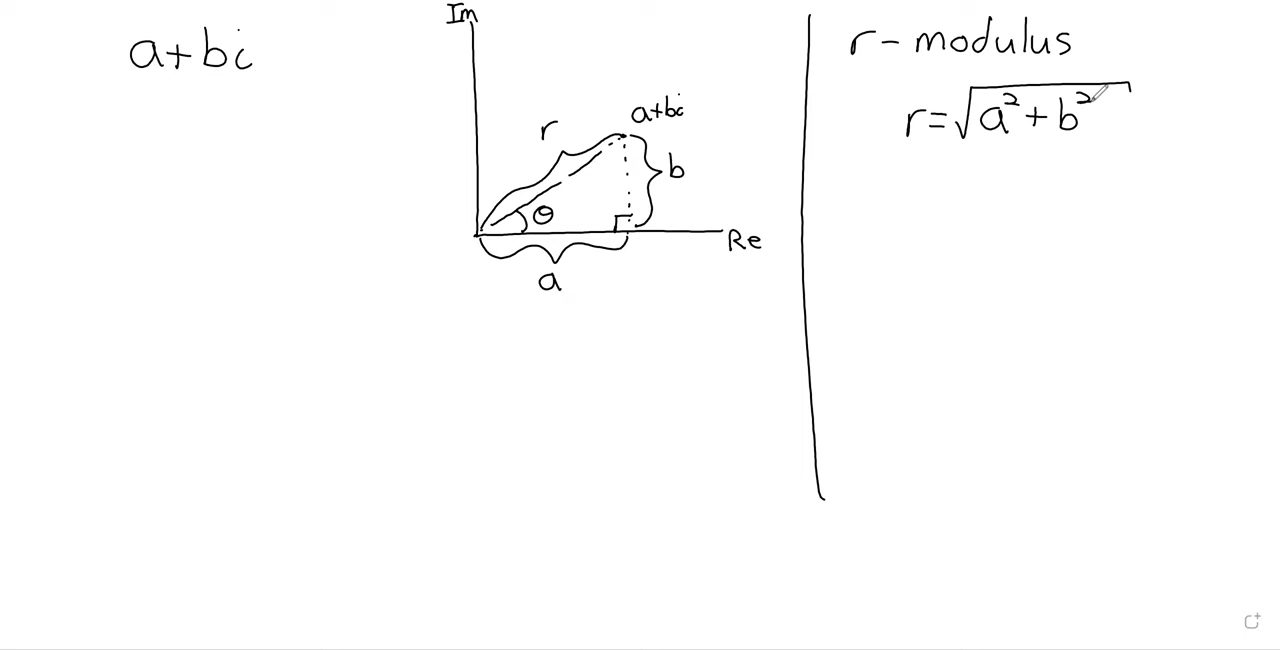 a+bi
Im
a+bi
r
b
θ
Re
a
r - modulus
r = √a² + b²